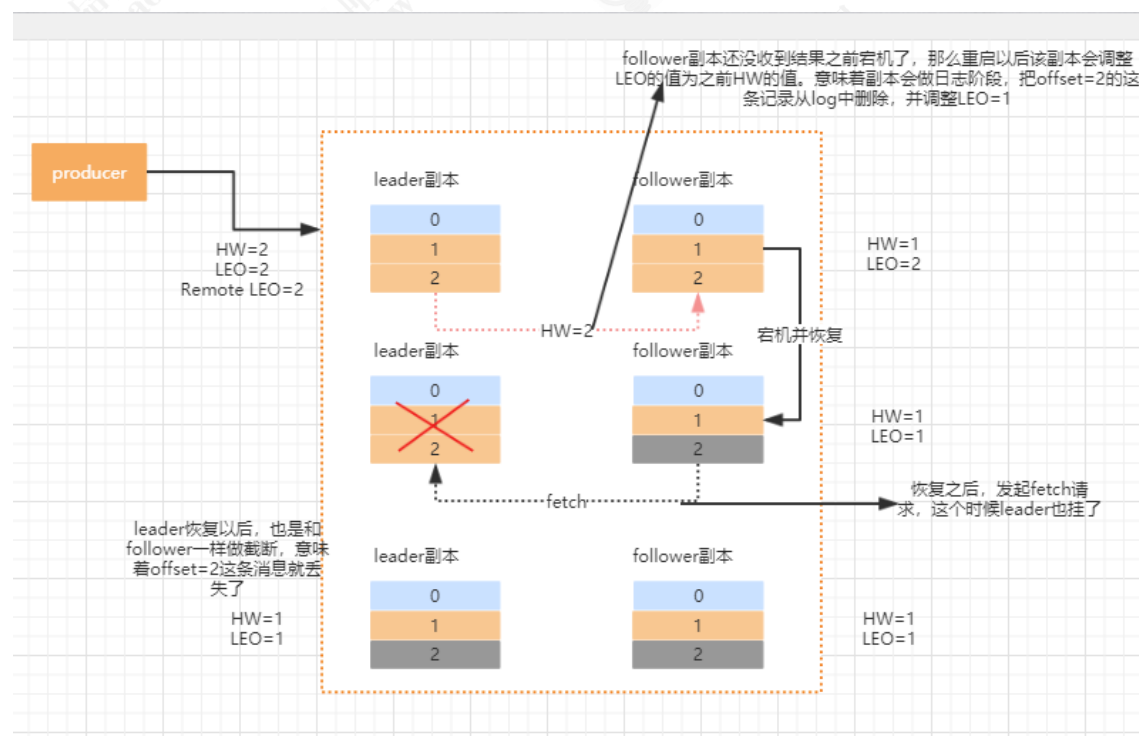 follower副本还没收到结果之前宕机了，那么重启以后该副本会调整
LEO的值为之前HW的值。意味着副本会做日志阶段，把offset=2的这
条记录从log中删除，并调整LEO=1
producer
leader副本
follower副本
0
1
2
0
1
2
HW=2
LEO=2
Remote LEO=2
HW=1
LEO=2
HW=2
宕机并恢复
leader副本
follower副本
0
1
2
0
1
2
HW=1
LEO=1
fetch
恢复之后，发起fetch请
求，这个时候leader也挂了
leader恢复以后，也是和
follower一样做截断，意味
着offset=2这条消息就丢
失了
leader副本
follower副本
0
1
2
0
1
2
HW=1
LEO=1
HW=1
LEO=1